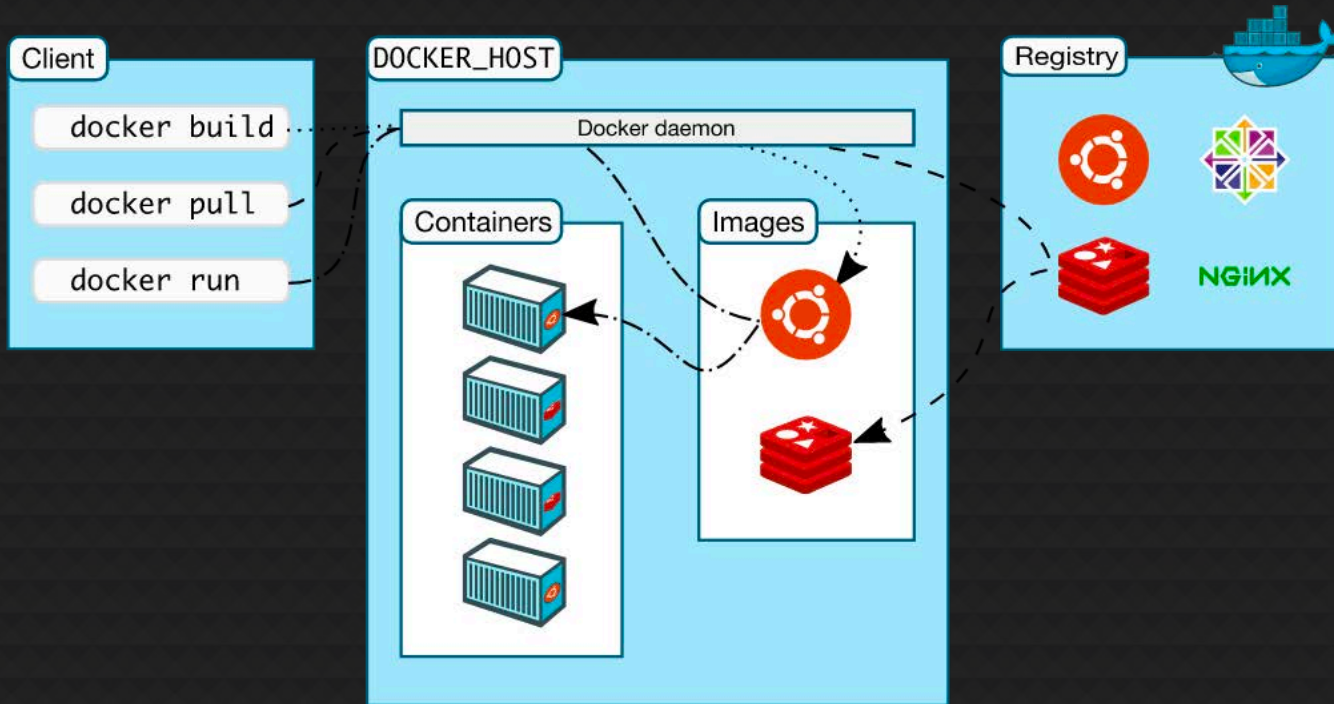 Client
docker build
docker pull
docker run
DOCKER_HOST
Docker daemon
Containers
Images
Registry
NGiNX